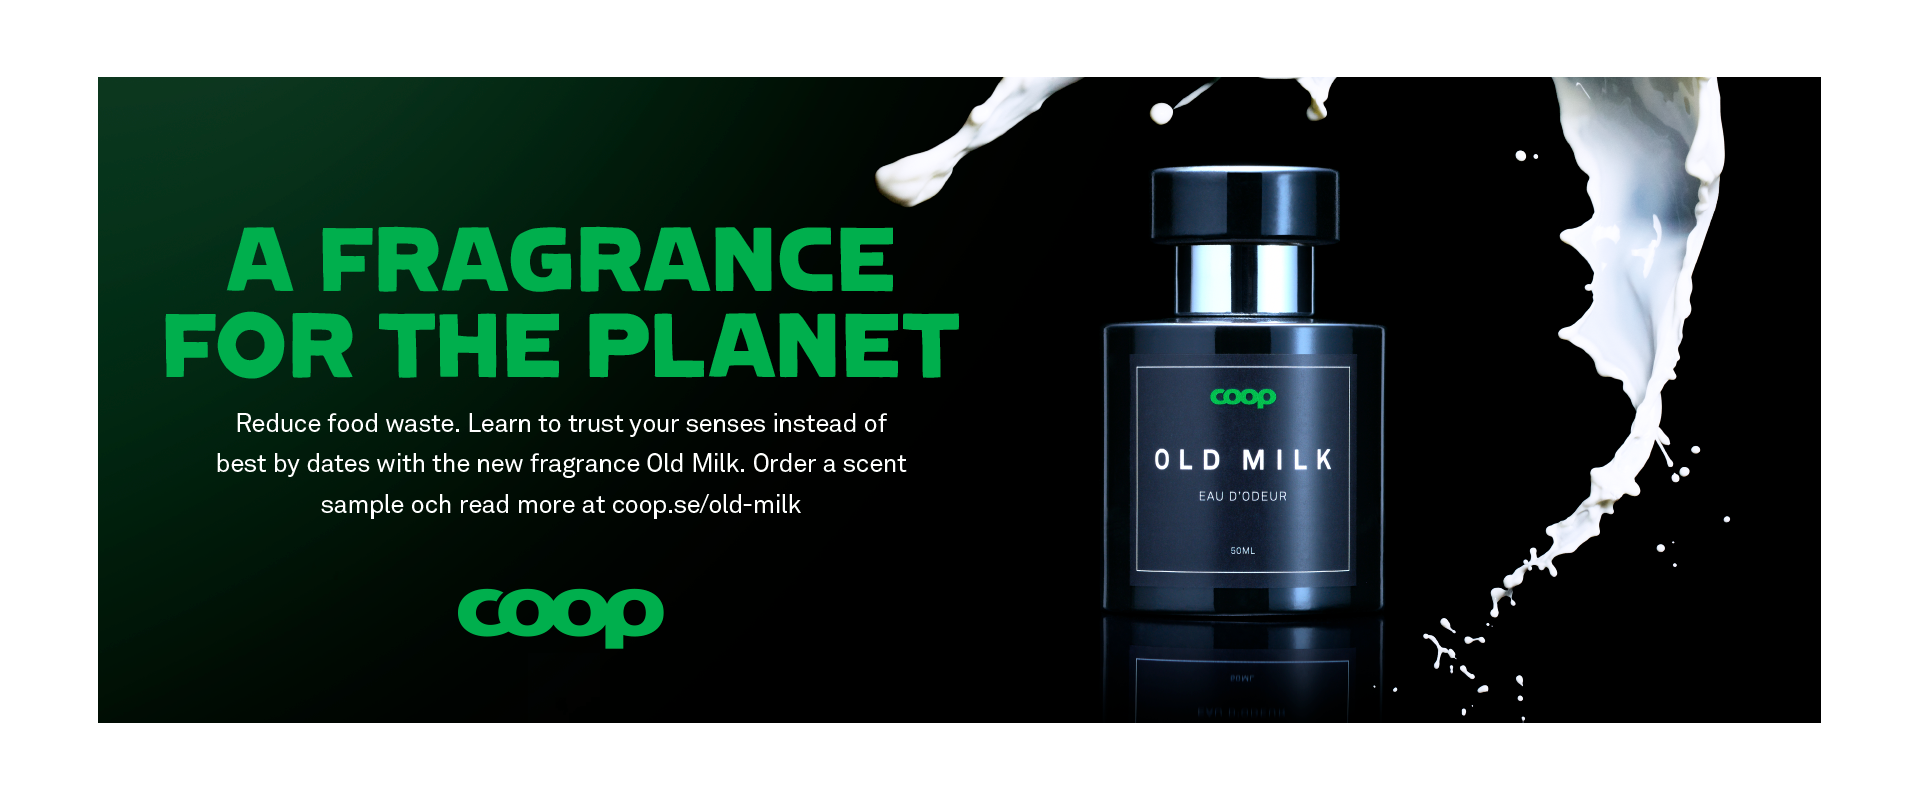 A FRAGRANCE
FOR THE PLANET
Reduce food waste. Learn to trust your senses instead of
best by dates with the new fragrance Old Milk. Order a scent
sample och read more at coop.se/old-milk
coop
coop
OLD MILK
EAU D'ODEUR
50ML